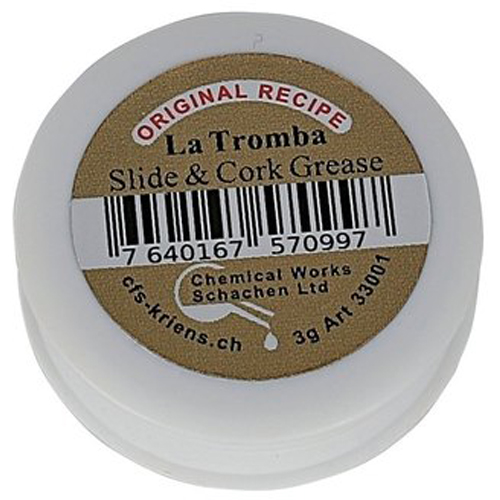 ORIGINAL RECIPE
La Tromba
Slide & Cork Grease
7 640167 570997
Chemical Works
Schachen Ltd
cfs-kriens.ch
3g Art 33001